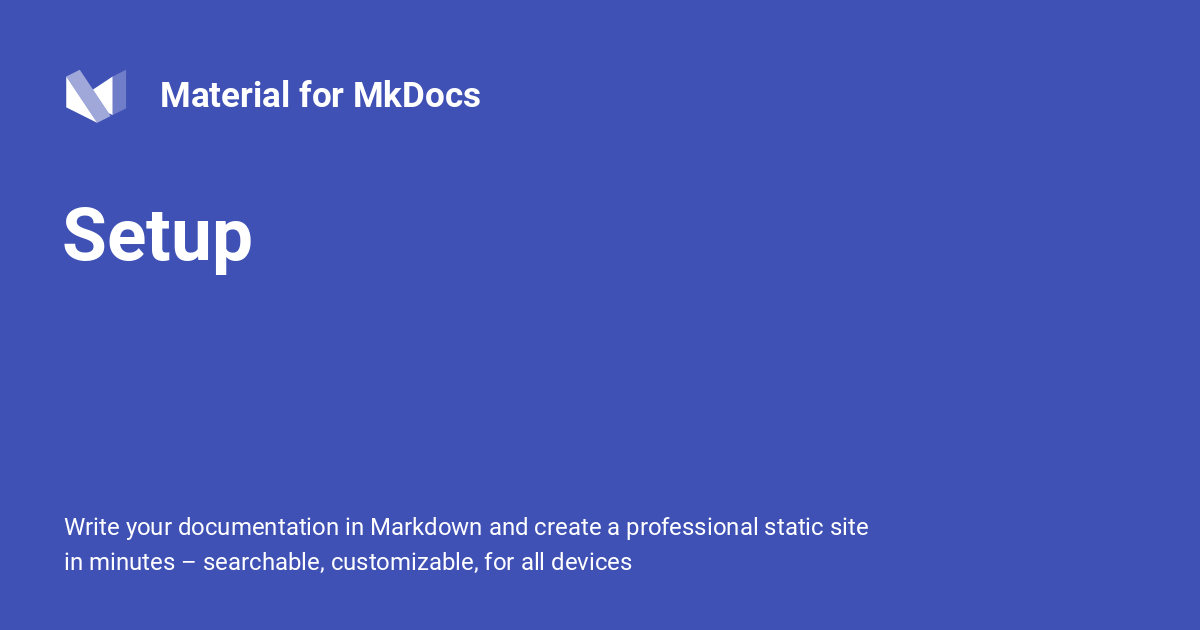 Material for MkDocs
Setup
Write your documentation in Markdown and create a professional static site
in minutes – searchable, customizable, for all devices